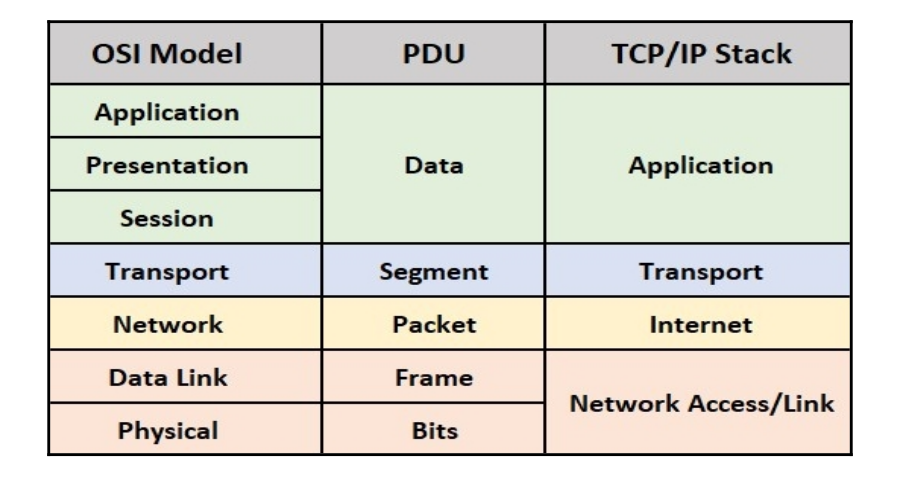 OSI Model PDU TCP/IP Stack
Application
Presentation Data Application
Session
Transport Segment Transport
Network Packet Internet
Data Link Frame
Network Access/Link
Physical Bits